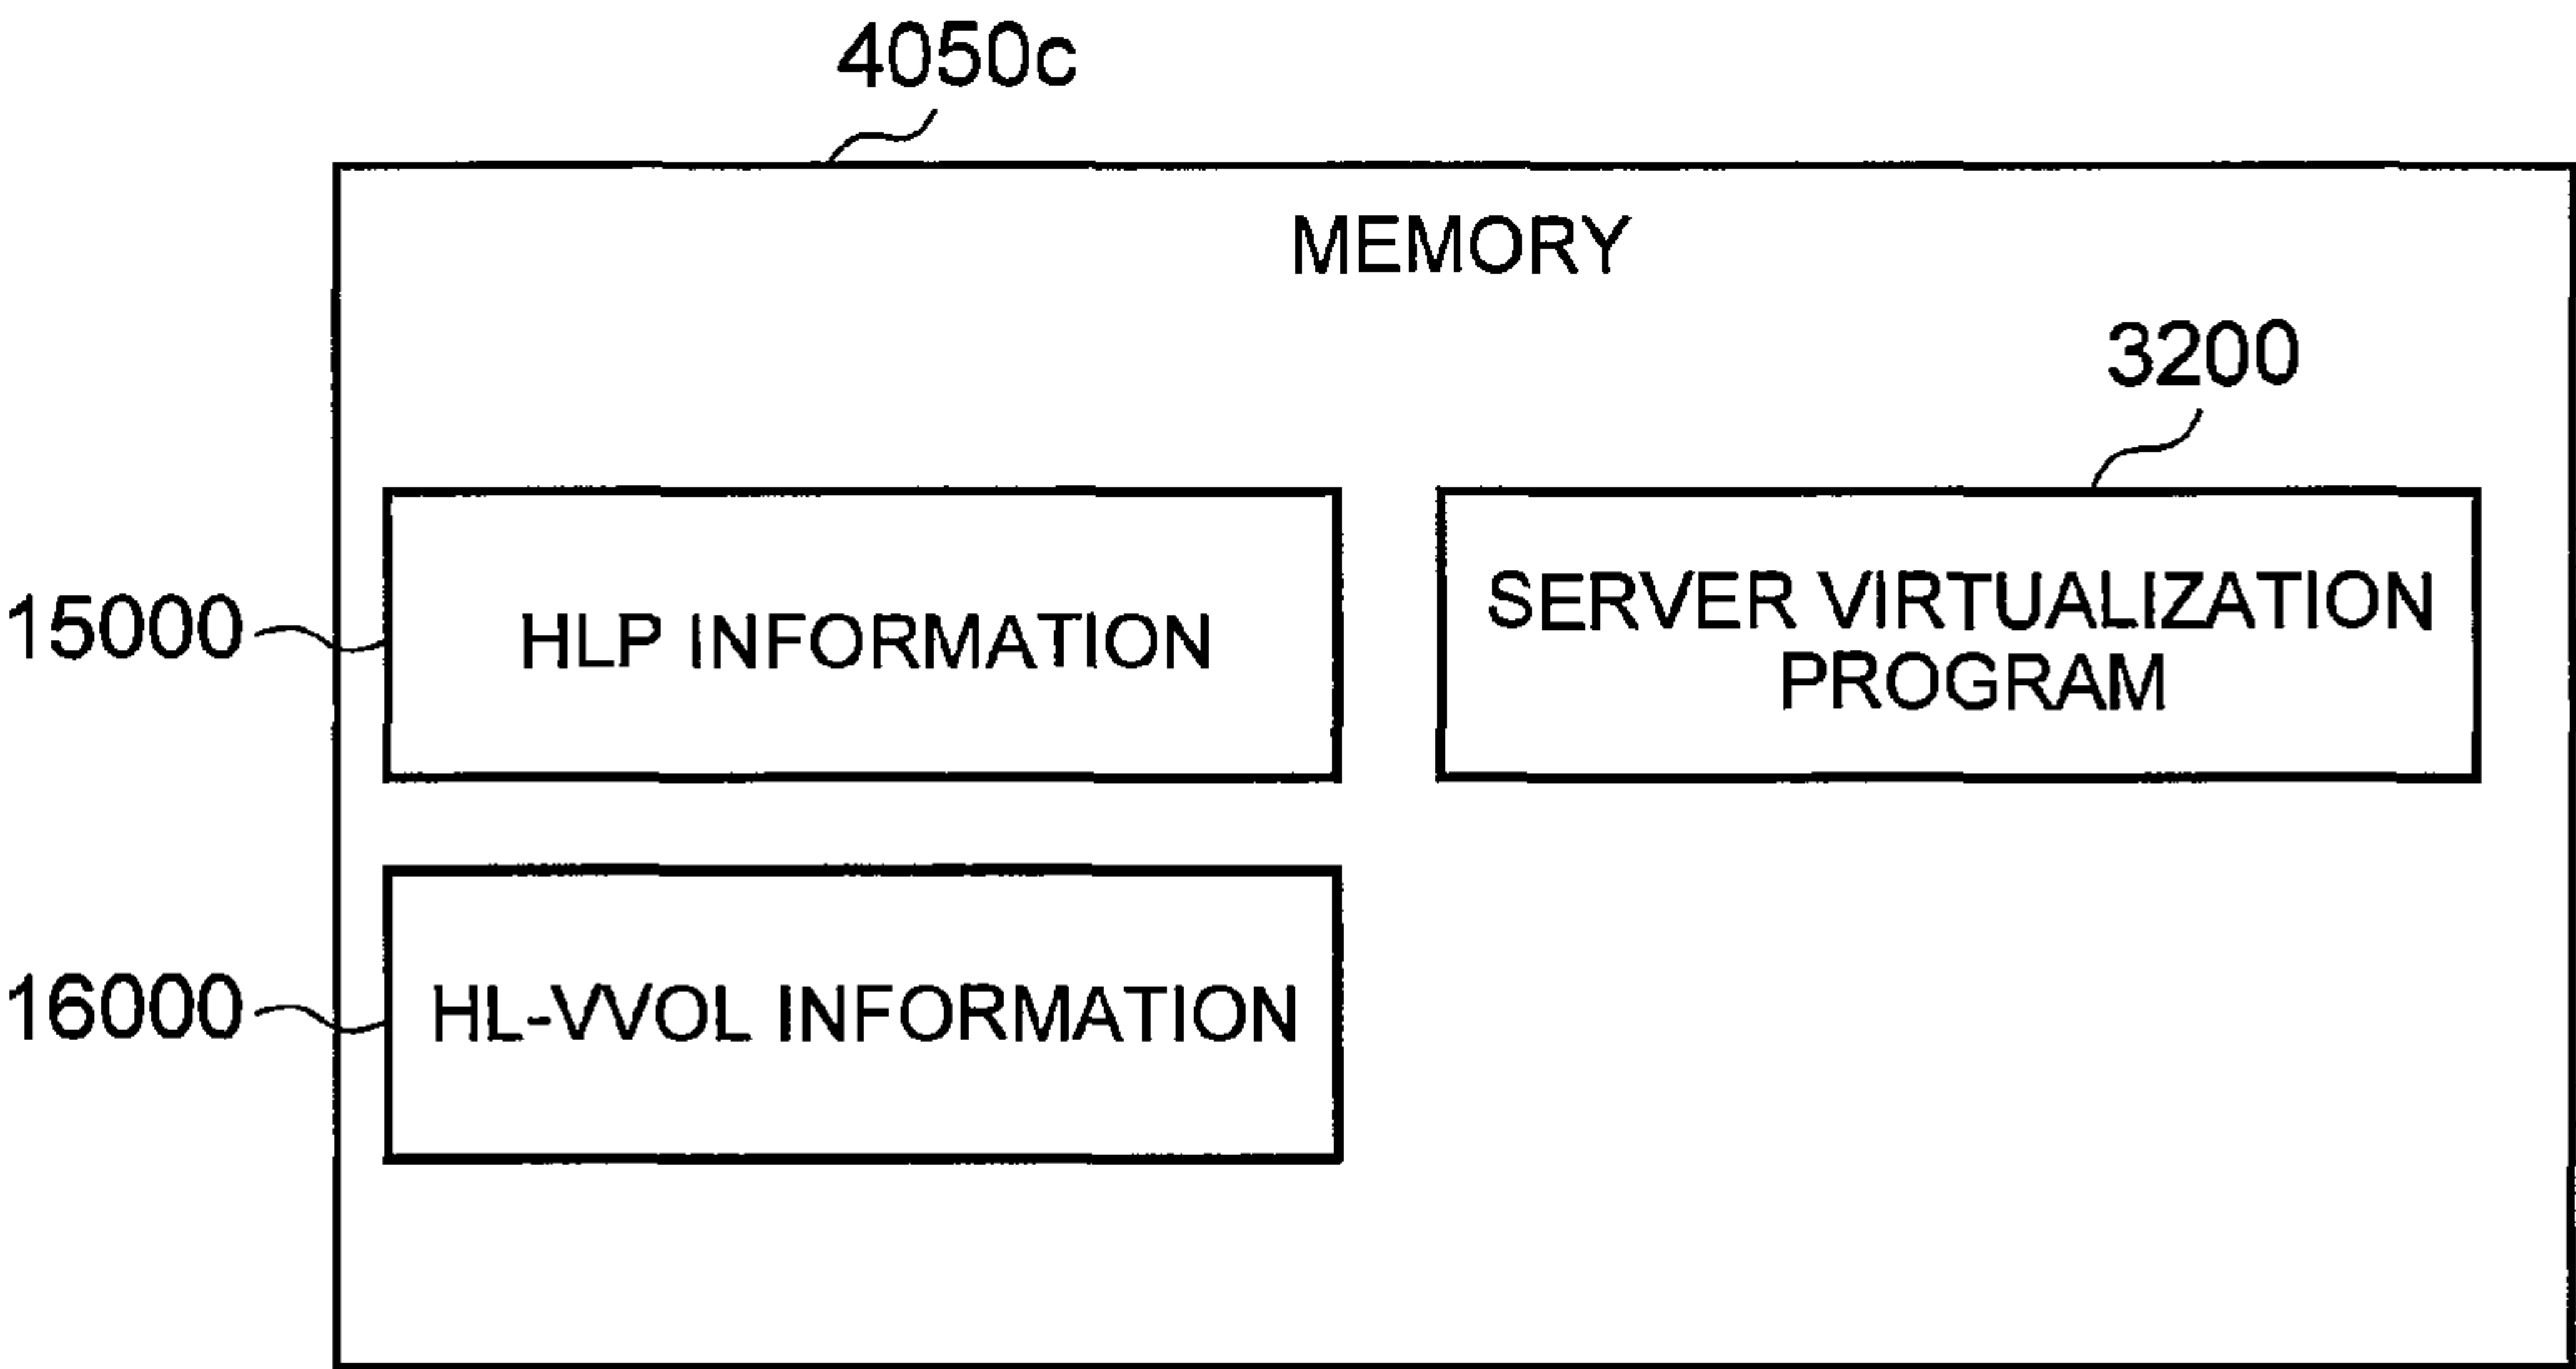 4050c
MEMORY
3200
15000
HLP INFORMATION
SERVER VIRTUALIZATION
PROGRAM
16000
HL-VVOL INFORMATION